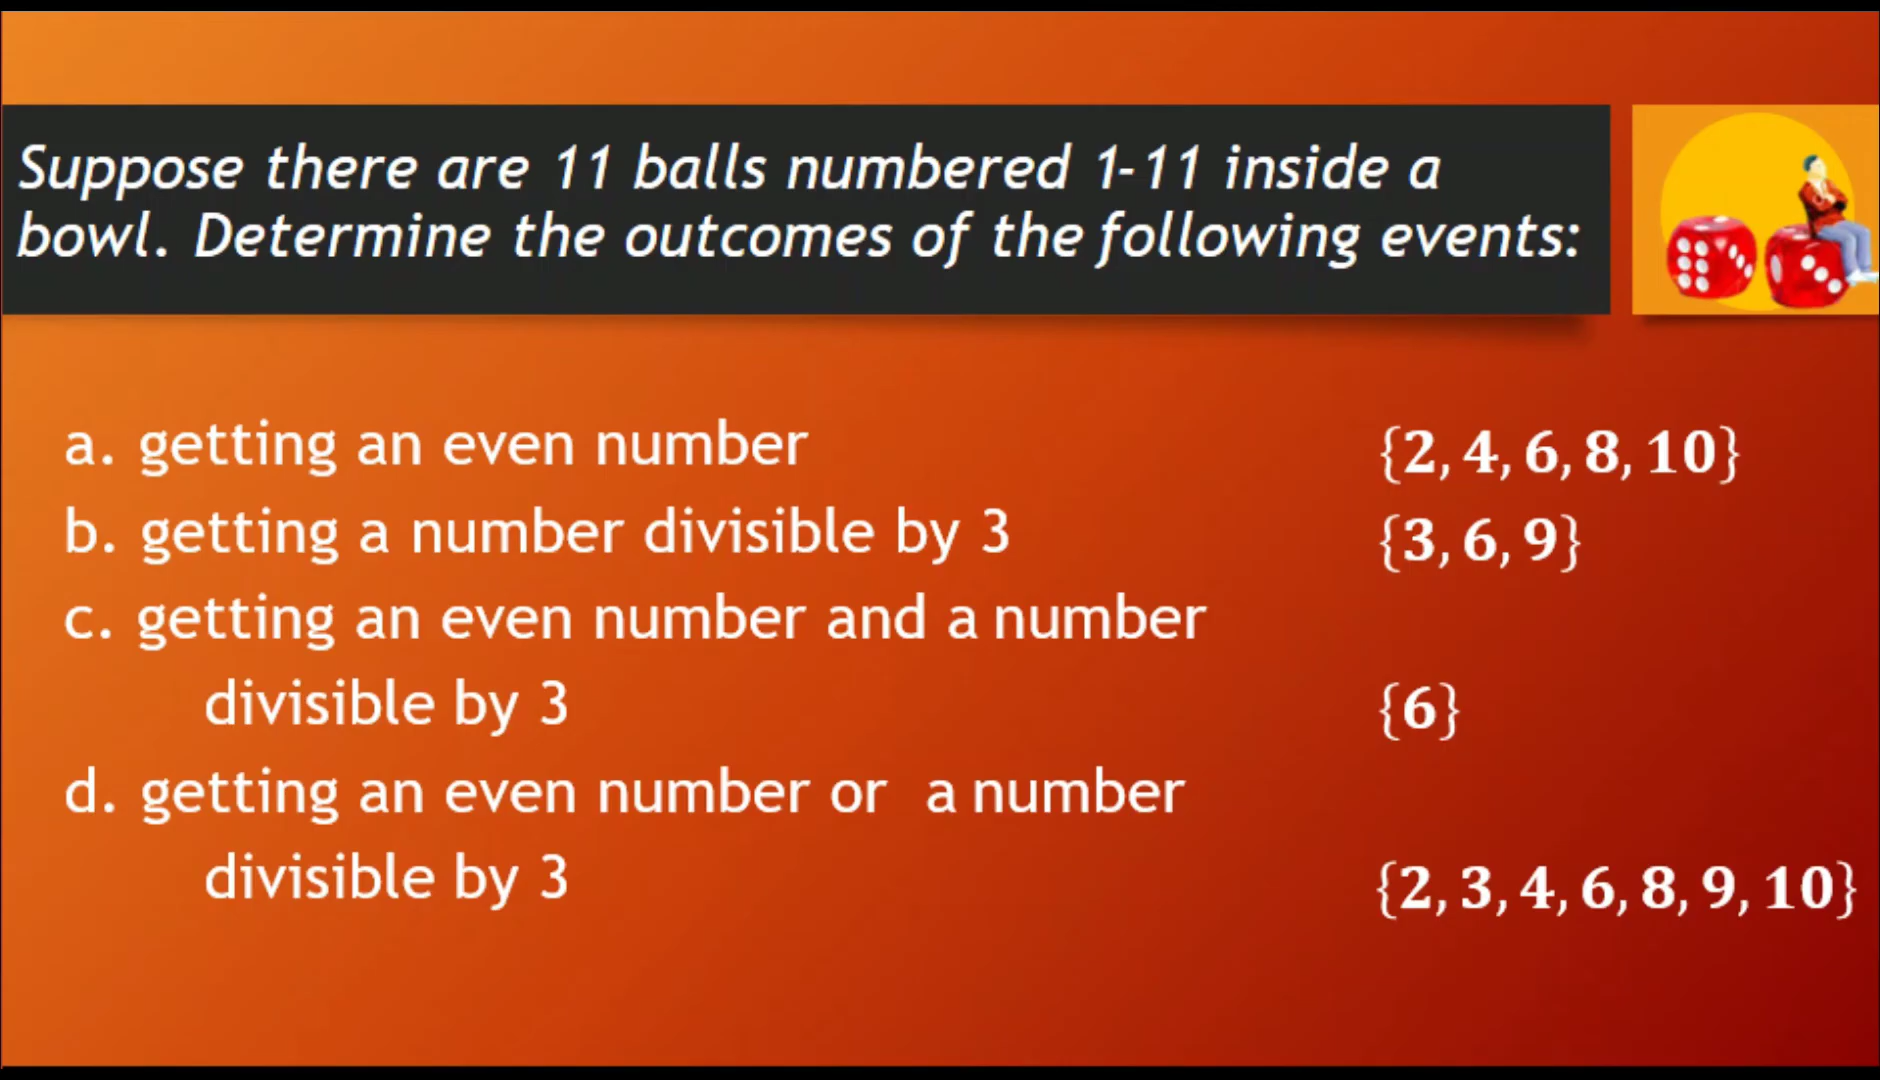 Suppose there are 11 balls numbered 1-11 inside a
bowl. Determine the outcomes of the following events:
a. getting an even number {2, 4, 6, 8, 10}
b. getting a number divisible by 3 {3, 6, 9}
c. getting an even number and a number
divisible by 3 {6}
d. getting an even number or a number
divisible by 3 {2, 3, 4, 6, 8, 9, 10}